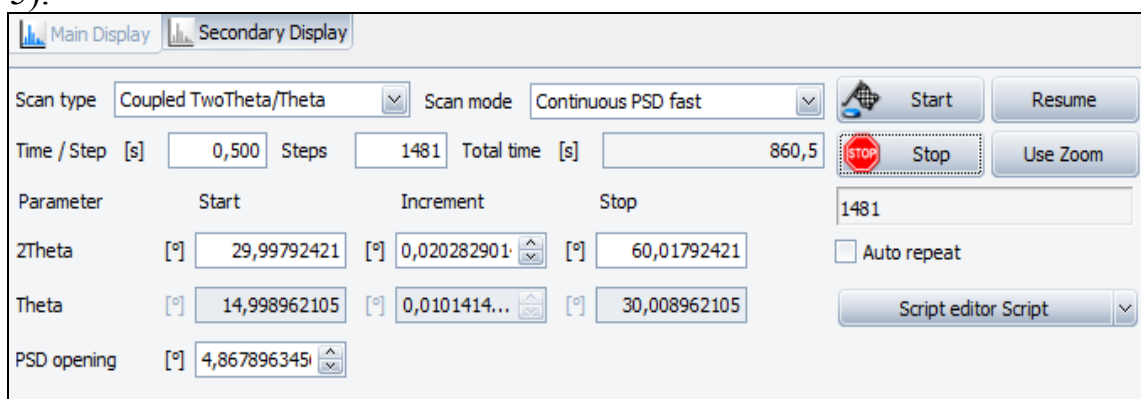 5).
Main Display Secondary Display
Scan type Coupled TwoTheta/Theta Scan mode Continuous PSD fast Start Resume
Time / Step [s] 0,500 Steps 1481 Total time [s] 860,5 STOP Stop Use Zoom
Parameter Start Increment Stop 1481
2Theta [º] 29,99792421 [º] 0,020282901 [º] 60,01792421 Auto repeat
Theta [º] 14,998962105 [º] 0,0101414... [º] 30,008962105 Script editor Script
PSD opening [º] 4,867896345